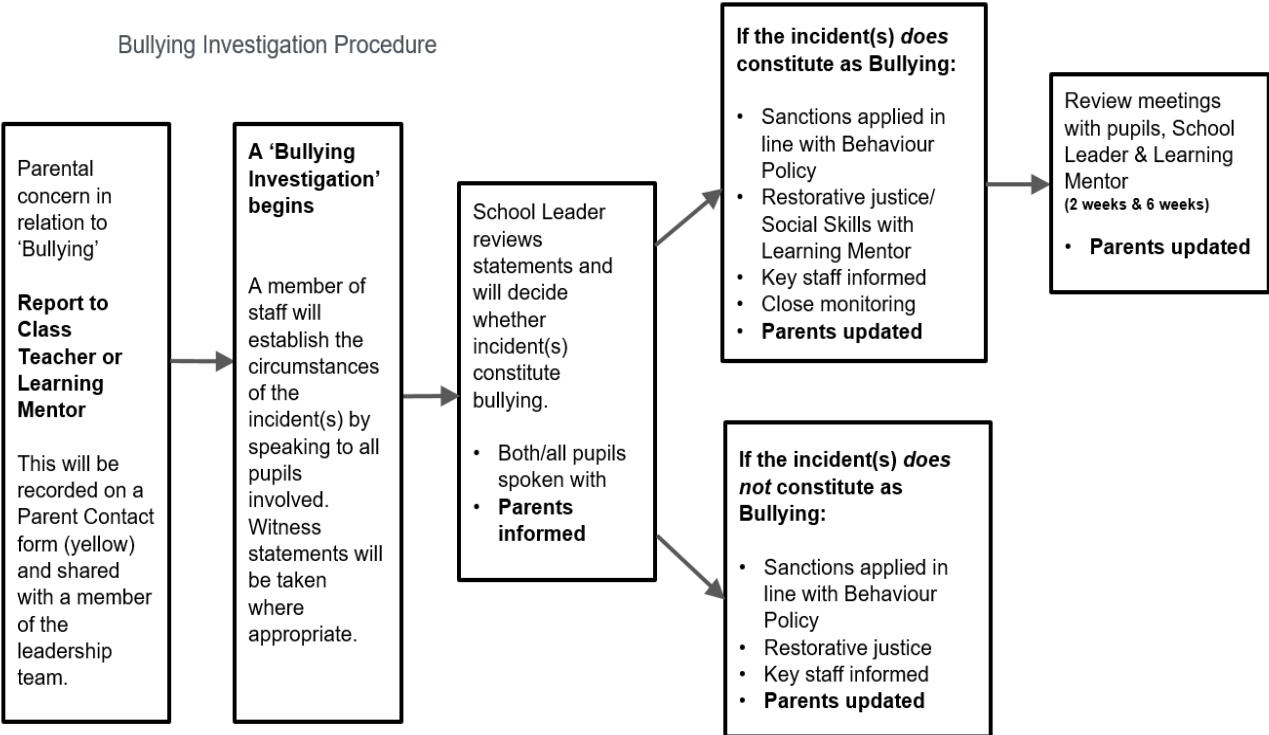 Bullying Investigation Procedure
Parental
concern in
relation to
‘Bullying’
Report to
Class
Teacher or
Learning
Mentor
This will be
recorded on a
Parent Contact
form (yellow)
and shared
with a member
of the
leadership
team.
A ‘Bullying
Investigation’
begins
A member of
staff will
establish the
circumstances
of the
incident(s) by
speaking to all
pupils
involved.
Witness
statements will
be taken
where
appropriate.
School Leader
reviews
statements and
will decide
whether
incident(s)
constitute
bullying.
• Both/all pupils
spoken with
• Parents
informed
If the incident(s) does
constitute as Bullying:
• Sanctions applied in
line with Behaviour
Policy
• Restorative justice/
Social Skills with
Learning Mentor
• Key staff informed
• Close monitoring
• Parents updated
Review meetings
with pupils, School
Leader & Learning
Mentor
(2 weeks & 6 weeks)
• Parents updated
If the incident(s) does
not constitute as
Bullying:
• Sanctions applied in
line with Behaviour
Policy
• Restorative justice
• Key staff informed
• Parents updated